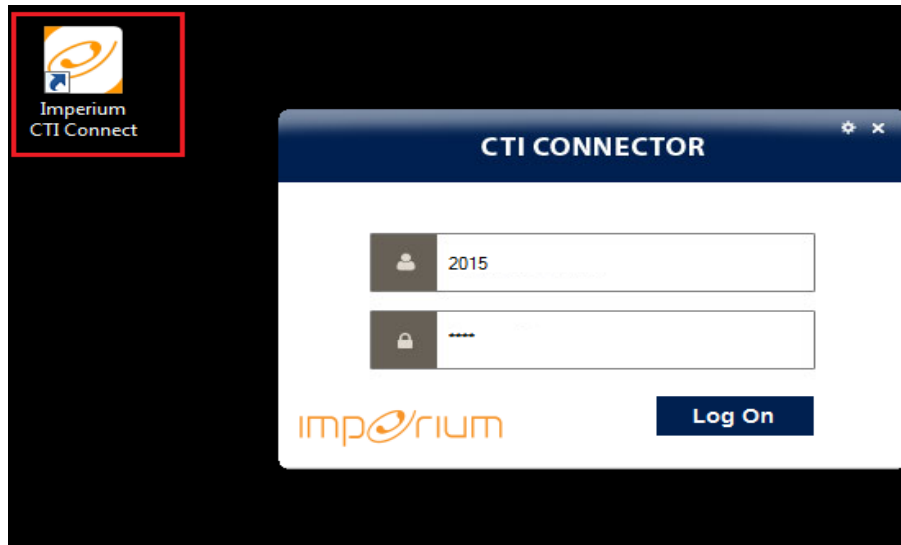 Imperium
CTI Connect
CTI CONNECTOR
2015
****
Log On
imperium